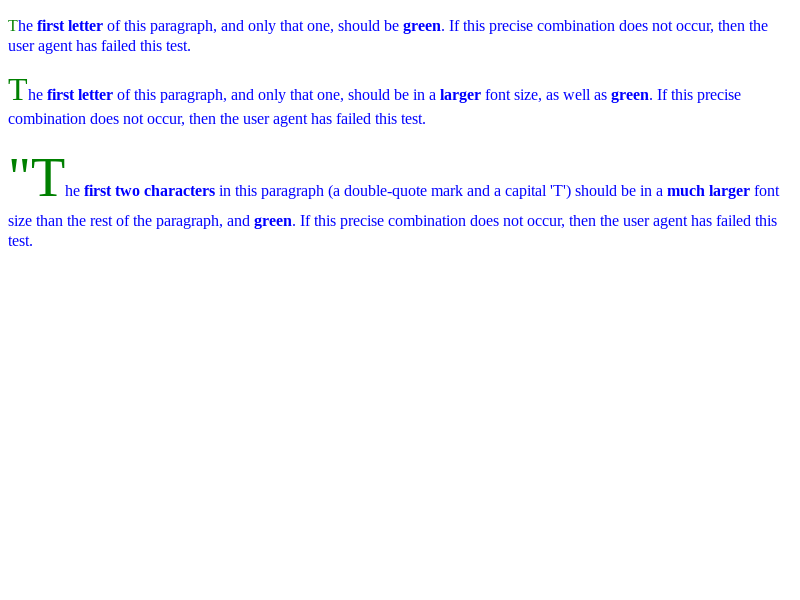 The first letter of this paragraph, and only that one, should be green. If this precise combination does not occur, then the
user agent has failed this test.
The first letter of this paragraph, and only that one, should be in a larger font size, as well as green. If this precise
combination does not occur, then the user agent has failed this test.
"The first two characters in this paragraph (a double-quote mark and a capital 'T') should be in a much larger font
size than the rest of the paragraph, and green. If this precise combination does not occur, then the user agent has failed this
test.